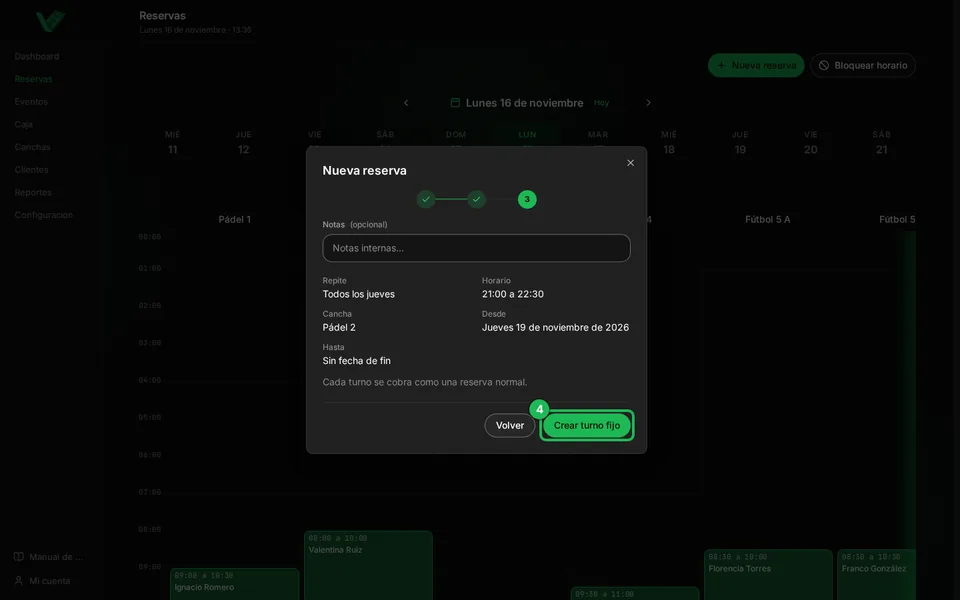 Reservas
Lunes 16 de noviembre · 13:36
Dashboard
Reservas
Eventos
Caja
Canchas
Clientes
Reportes
Configuración
Manual de ...
Mi cuenta
+ Nueva reserva
Bloquear horario
Lunes 16 de noviembre Hoy
MIÉ JUE VIE SÁB DOM LUN MAR MIÉ JUE VIE SÁB
11 12 18 19 20 21
Pádel 1
4
Fútbol 5 A
Fútbol 5
Nueva reserva
3
Notas (opcional)
Notas internas...
Repite
Todos los jueves
Horario
21:00 a 22:30
Cancha
Pádel 2
Desde
Jueves 19 de noviembre de 2026
Hasta
Sin fecha de fin
Cada turno se cobra como una reserva normal.
4
Volver
Crear turno fijo
00:00
01:00
02:00
03:00
04:00
05:00
06:00
07:00
08:00
09:00
08:00 a 10:00
Valentina Ruiz
09:00 a 10:30
Ignacio Romero
09:30 a 11:00
08:30 a 10:00
Florencia Torres
08:30 a 10:30
Franco González